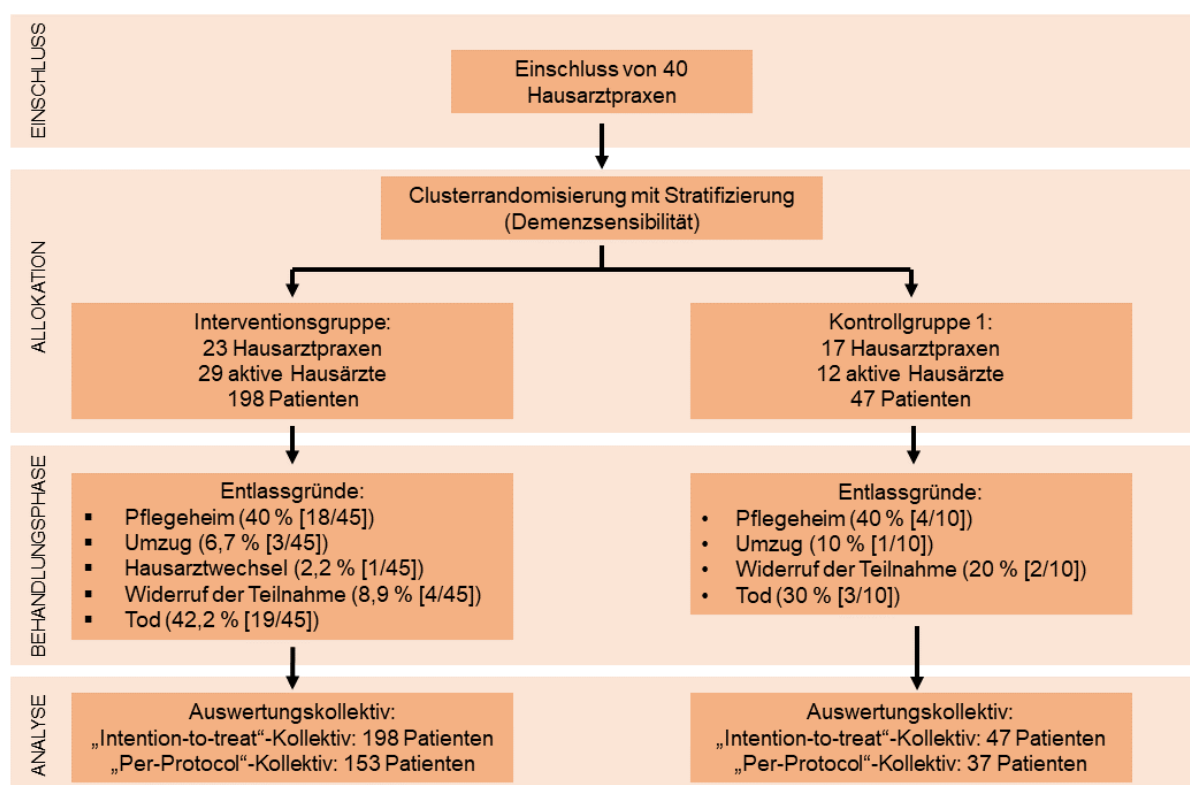 EINSCHLUSS
Einschluss von 40
Hausarztpraxen
ALLOKATION
Clusterrandomisierung mit Stratifizierung
(Demenzsensibilität)
Interventionsgruppe:
23 Hausarztpraxen
29 aktive Hausärzte
198 Patienten
Kontrollgruppe 1:
17 Hausarztpraxen
12 aktive Hausärzte
47 Patienten
BEHANDLUNGSPHASE
Entlassgründe:
▪ Pflegeheim (40 % [18/45])
▪ Umzug (6,7 % [3/45])
▪ Hausarztwechsel (2,2 % [1/45])
▪ Widerruf der Teilnahme (8,9 % [4/45])
▪ Tod (42,2 % [19/45])
Entlassgründe:
• Pflegeheim (40 % [4/10])
• Umzug (10 % [1/10])
• Widerruf der Teilnahme (20 % [2/10])
• Tod (30 % [3/10])
ANALYSE
Auswertungskollektiv:
„Intention-to-treat“-Kollektiv: 198 Patienten
„Per-Protocol“-Kollektiv: 153 Patienten
Auswertungskollektiv:
„Intention-to-treat“-Kollektiv: 47 Patienten
„Per-Protocol“-Kollektiv: 37 Patienten